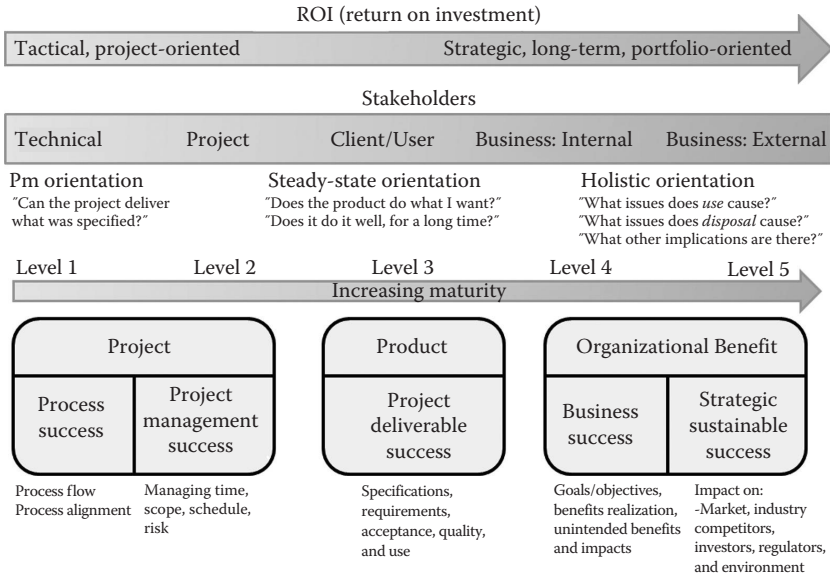 ROI (return on investment)
Tactical, project-oriented Strategic, long-term, portfolio-oriented
Stakeholders
Technical Project Client/User Business: Internal Business: External
Pm orientation
"Can the project deliver
what was specified?"
Steady-state orientation
"Does the product do what I want?"
"Does it do it well, for a long time?"
Holistic orientation
"What issues does use cause?"
"What issues does disposal cause?"
"What other implications are there?"
Level 1 Level 2 Level 3 Level 4 Level 5
Increasing maturity
Project
Process
success
Project
management
success
Process flow
Process alignment
Managing time,
scope, schedule,
risk
Product
Project
deliverable
success
Specifications,
requirements,
acceptance, quality,
and use
Organizational Benefit
Business
success
Strategic
sustainable
success
Goals/objectives,
benefits realization,
unintended benefits
and impacts
Impact on:
-Market, industry
competitors,
investors, regulators,
and environment